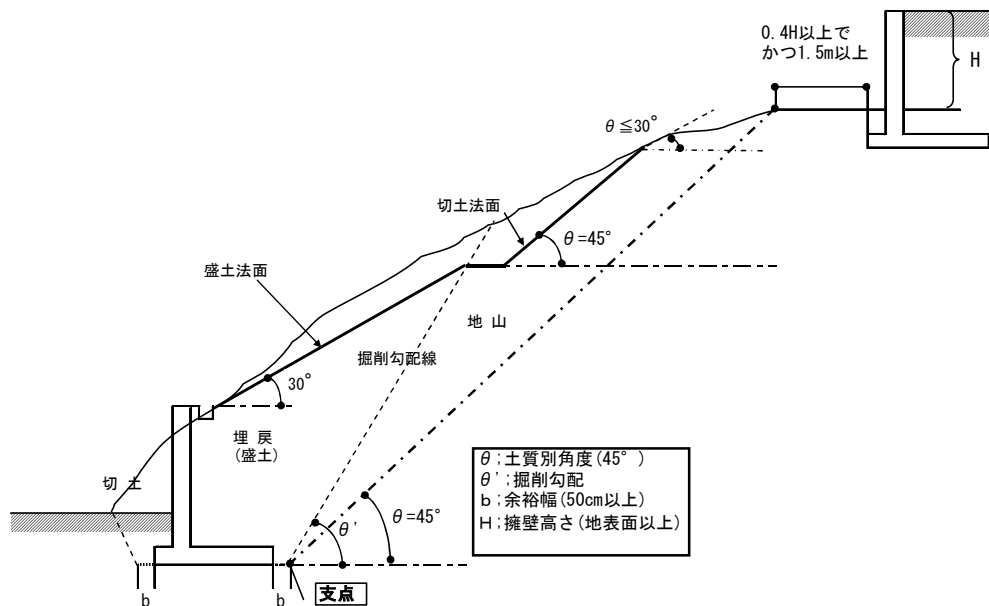 0.4H以上で
かつ1.5m以上
H
θ≦30°
切土法面
θ=45°
盛土法面
地 山
掘削勾配線
30°
埋 戻
(盛土)
切 土
θ;土質別角度(45°)
θ';掘削勾配
b;余裕幅(50cm以上)
H;擁壁高さ(地表面以上)
θ'
θ=45°
b
b
支点